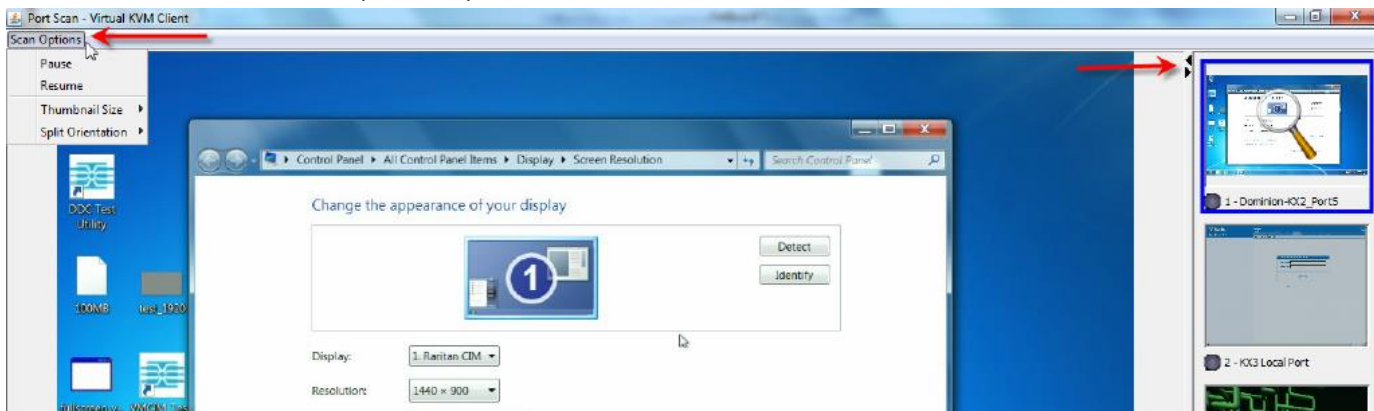 Port Scan - Virtual KVM Client
Scan Options
Pause
Resume
Thumbnail Size
Split Orientation
Control Panel All Control Panel Items Display Screen Resolution
Search Control Panel
DDC Test
Utility
Change the appearance of your display
Detect
Identify
1
100MB test_1920
Display: 1. Raritan CIM
Resolution: 1440 × 900
1 - Dominion-KX2_Port5
2 - KX3 Local Port